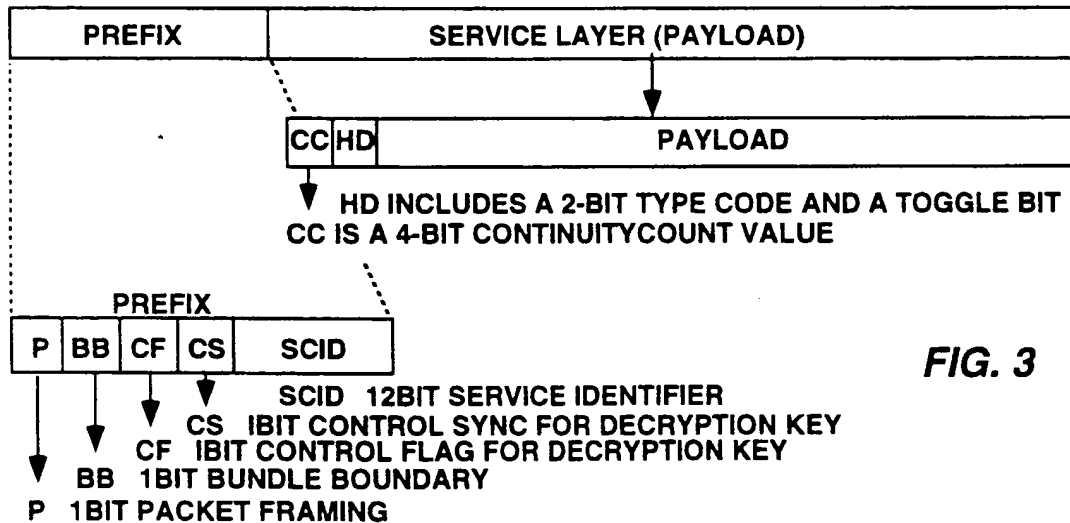 PREFIX SERVICE LAYER (PAYLOAD)
CC HD PAYLOAD
HD INCLUDES A 2-BIT TYPE CODE AND A TOGGLE BIT
CC IS A 4-BIT CONTINUITYCOUNT VALUE
PREFIX
P BB CF CS SCID
FIG. 3
SCID 12BIT SERVICE IDENTIFIER
CS IBIT CONTROL SYNC FOR DECRYPTION KEY
CF IBIT CONTROL FLAG FOR DECRYPTION KEY
BB 1BIT BUNDLE BOUNDARY
P 1BIT PACKET FRAMING